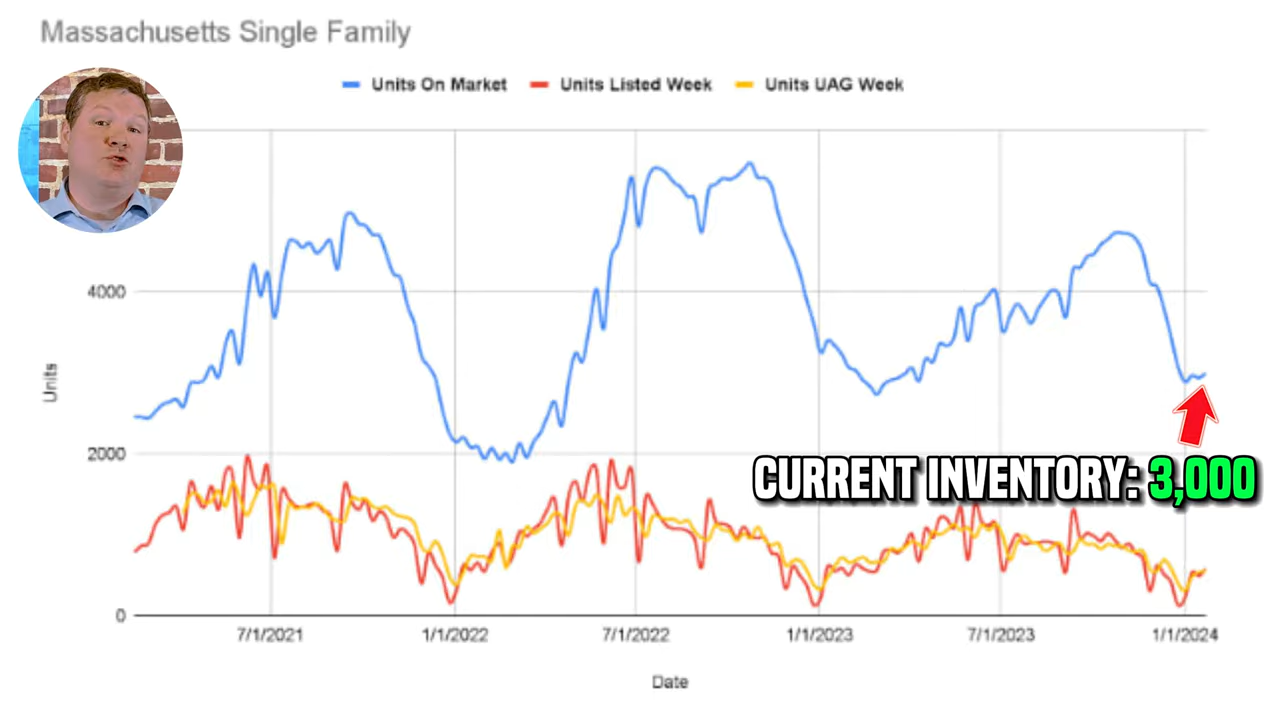 Massachusetts Single Family
Units On Market Units Listed Week Units UAG Week
4000
2000
0
Units
7/1/2021 1/1/2022 7/1/2022 1/1/2023 7/1/2023 1/1/2024
Date
CURRENT INVENTORY: 3,000